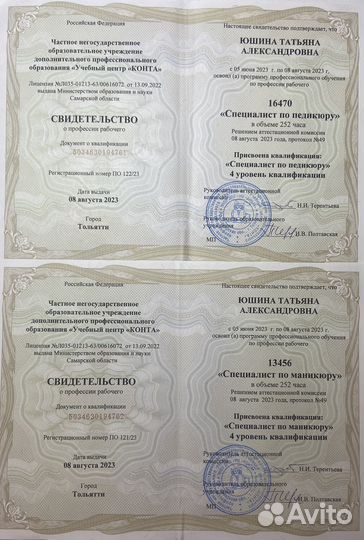 Российская Федерация
Частное негосударственное
образовательное учреждение
дополнительного профессионального
образования «Учебный центр «КОНТА»
Лицензия №Л035-01213-63/00616072 от 13.09.2022
выдана Министерством образования и науки
Самарской области
СВИДЕТЕЛЬСТВО
о профессии рабочего
Документ о квалификации
5034630194761
Регистрационный номер ПО 122/23
Дата выдачи
08 августа 2023
Город
Тольятти
Настоящее свидетельство подтверждает, что
ЮШИНА ТАТЬЯНА
АЛЕКСАНДРОВНА
с 05 июня 2023 г. по 08 августа 2023 г.
освоил (а) программу профессионального обучения
по профессии рабочего
16470
«Специалист по педикюру»
в объеме 252 часа
Решением аттестационной комиссии
08 августа 2023 года, протокол №49
Присвоена квалификация:
«Специалист по педикюру»
4 уровень квалификации
Руководитель аттестационной
комиссии
Н.И. Терентьева
Руководитель образовательного
учреждения
И.В. Полтавская
МП
Российская Федерация
Частное негосударственное
образовательное учреждение
дополнительного профессионального
образования «Учебный центр «КОНТА»
Лицензия №Л035-01213-63/00616072 от 13.09.2022
выдана Министерством образования и науки
Самарской области
СВИДЕТЕЛЬСТВО
о профессии рабочего
Документ о квалификации
5034630194762
Регистрационный номер ПО 121/23
Дата выдачи
08 августа 2023
Город
Тольятти
Настоящее свидетельство подтверждает, что
ЮШИНА ТАТЬЯНА
АЛЕКСАНДРОВНА
с 05 июня 2023 г. по 08 августа 2023 г.
освоил (а) программу профессионального обучения
по профессии рабочего
13456
«Специалист по маникюру»
в объеме 252 часа
Решением аттестационной комиссии
08 августа 2023 года, протокол №49
Присвоена квалификация:
«Специалист по маникюру»
4 уровень квалификации
Руководитель аттестационной
комиссии
Н.И. Терентьева
Руководитель образовательного
учреждения
И.В. Полтавская
МП
Avito